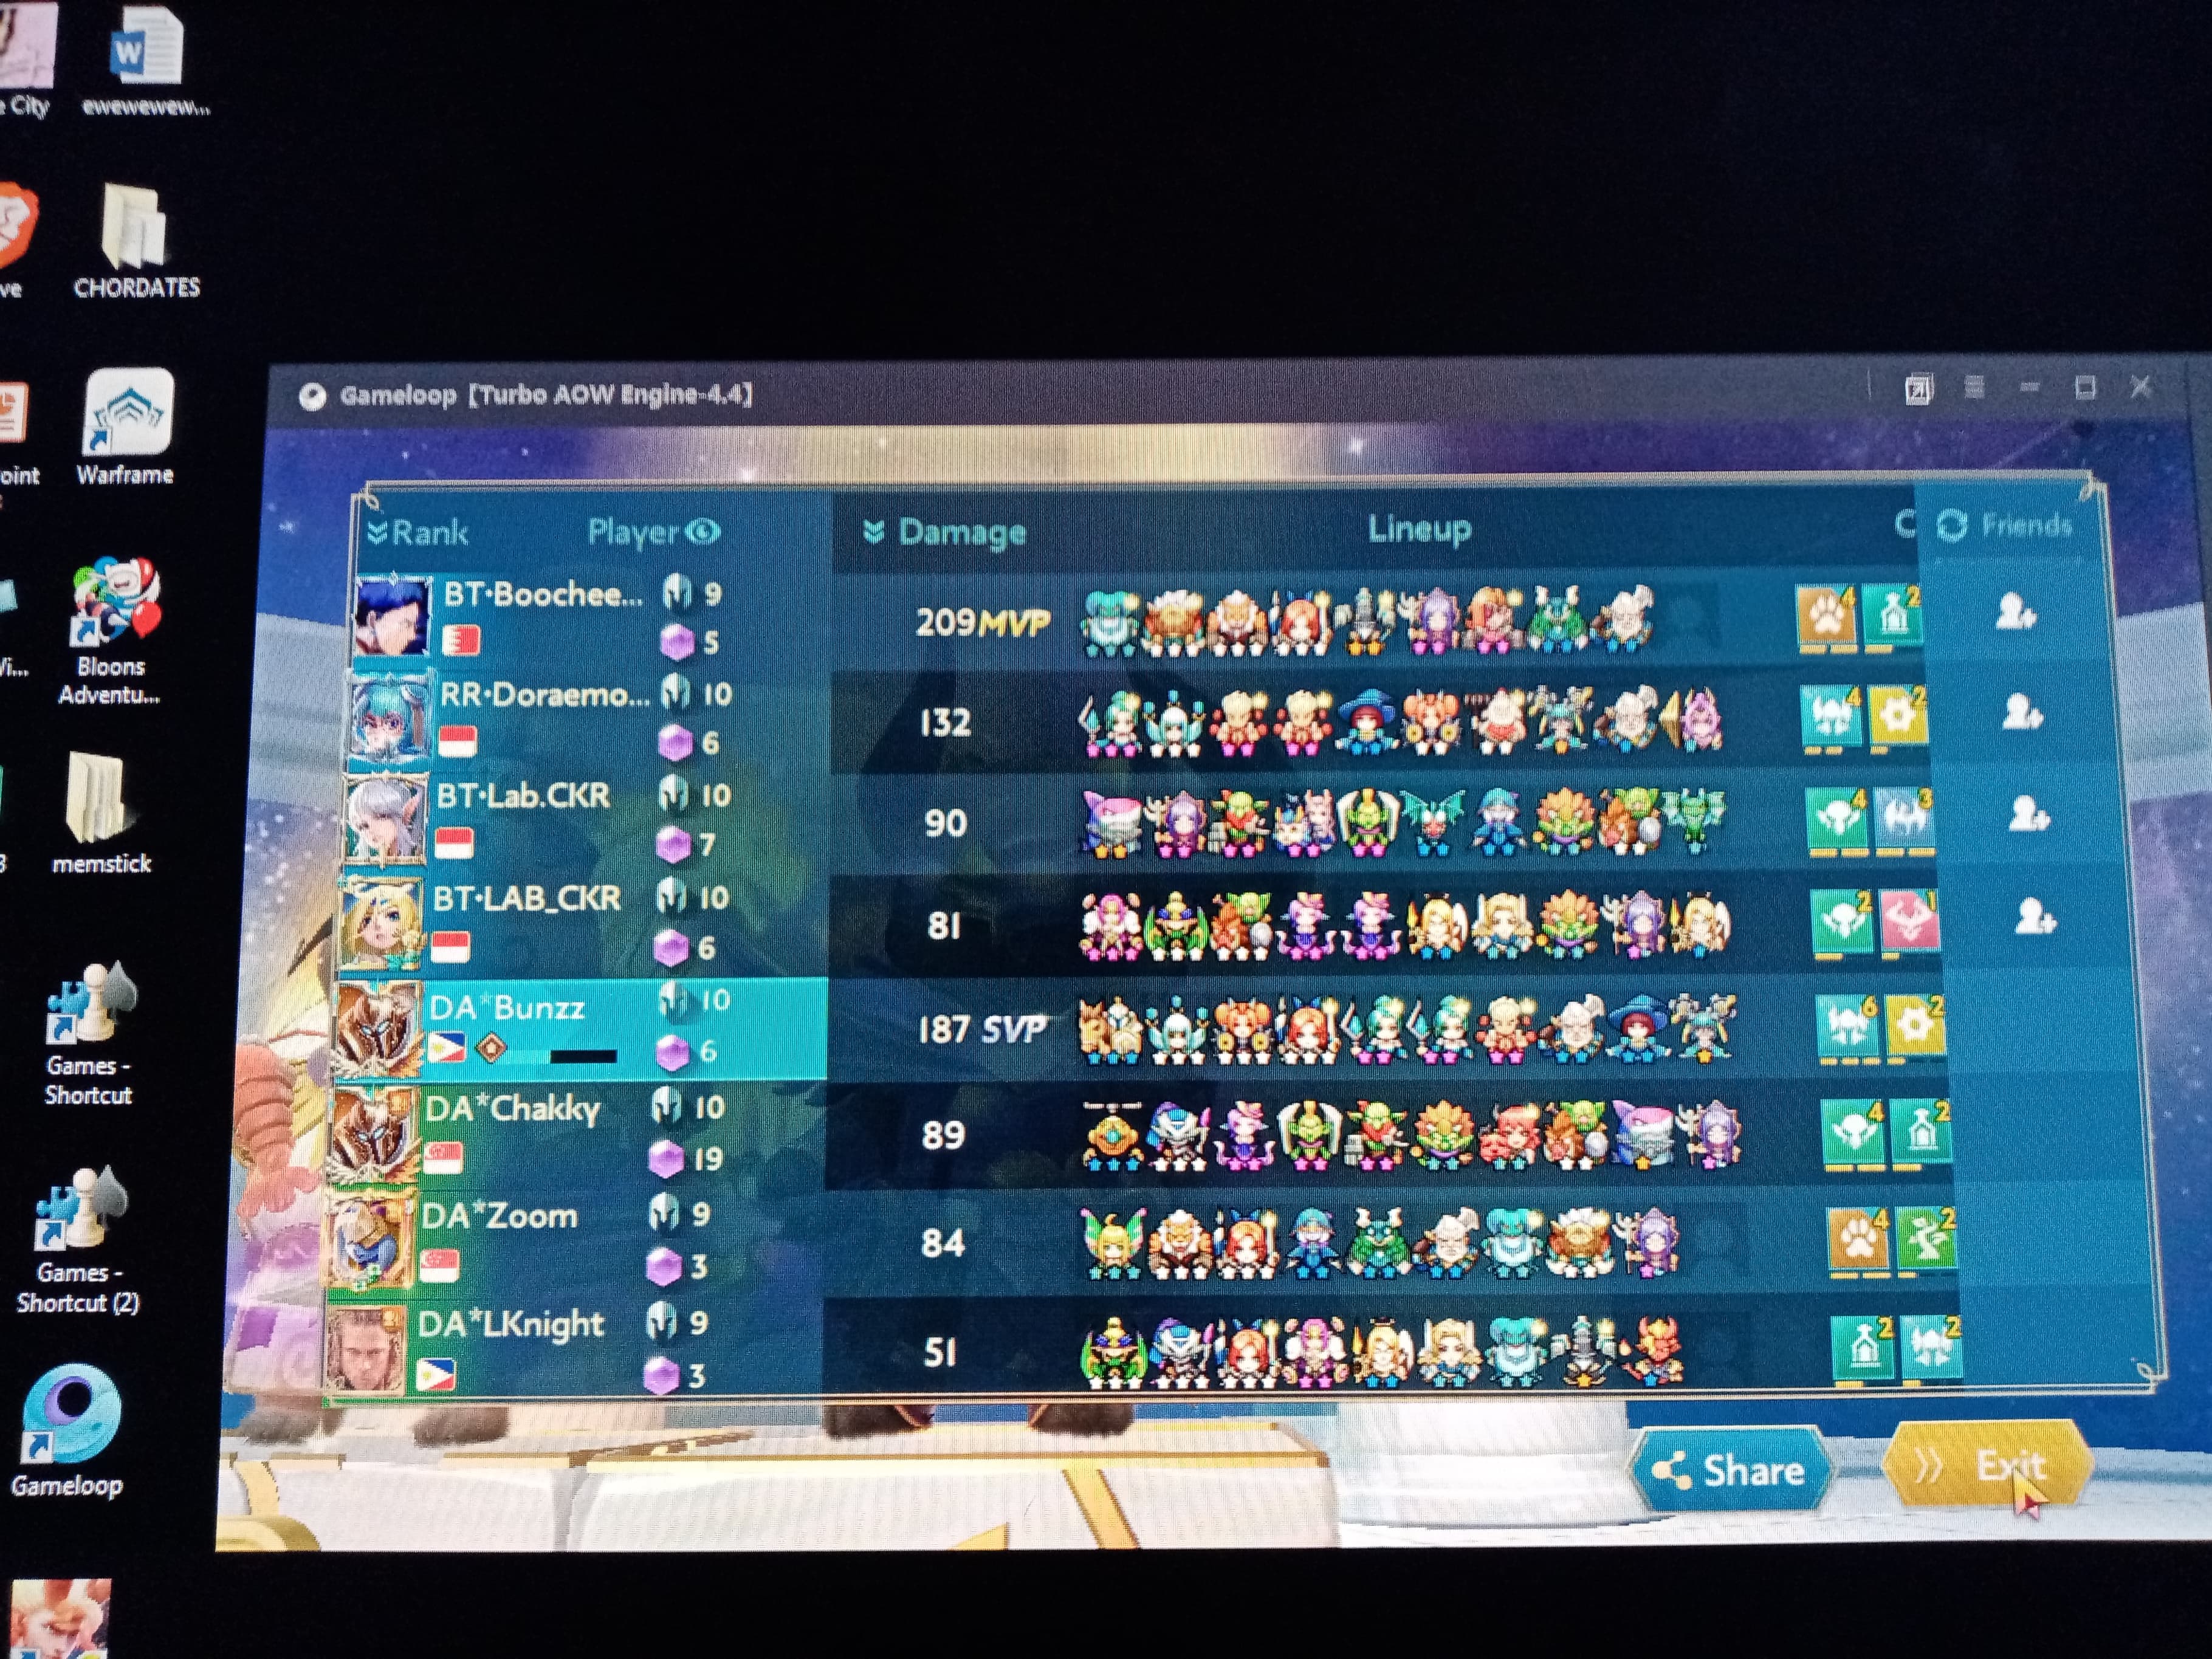 e City
ewewewew...
ve
CHORDATES
oint
Warframe
Vi...
Bloons
Adventu...
3
memstick
Games -
Shortcut
Games -
Shortcut (2)
Gameloop
Gameloop [Turbo AOW Engine-4.4]
Rank Player Damage Lineup C Friends
BT·Boochee... 9
5
209 MVP
4 2
RR·Doraemo... 10
6
132
4 2
BT·Lab.CKR 10
7
90
4 3
BT·LAB_CKR 10
6
81
2 1
DA*Bunzz 10
6
187 SVP
6 2
DA*Chakky 10
19
89
4 2
DA*Zoom 9
3
84
4 2
DA*LKnight 9
3
51
2 2
Share
Exit